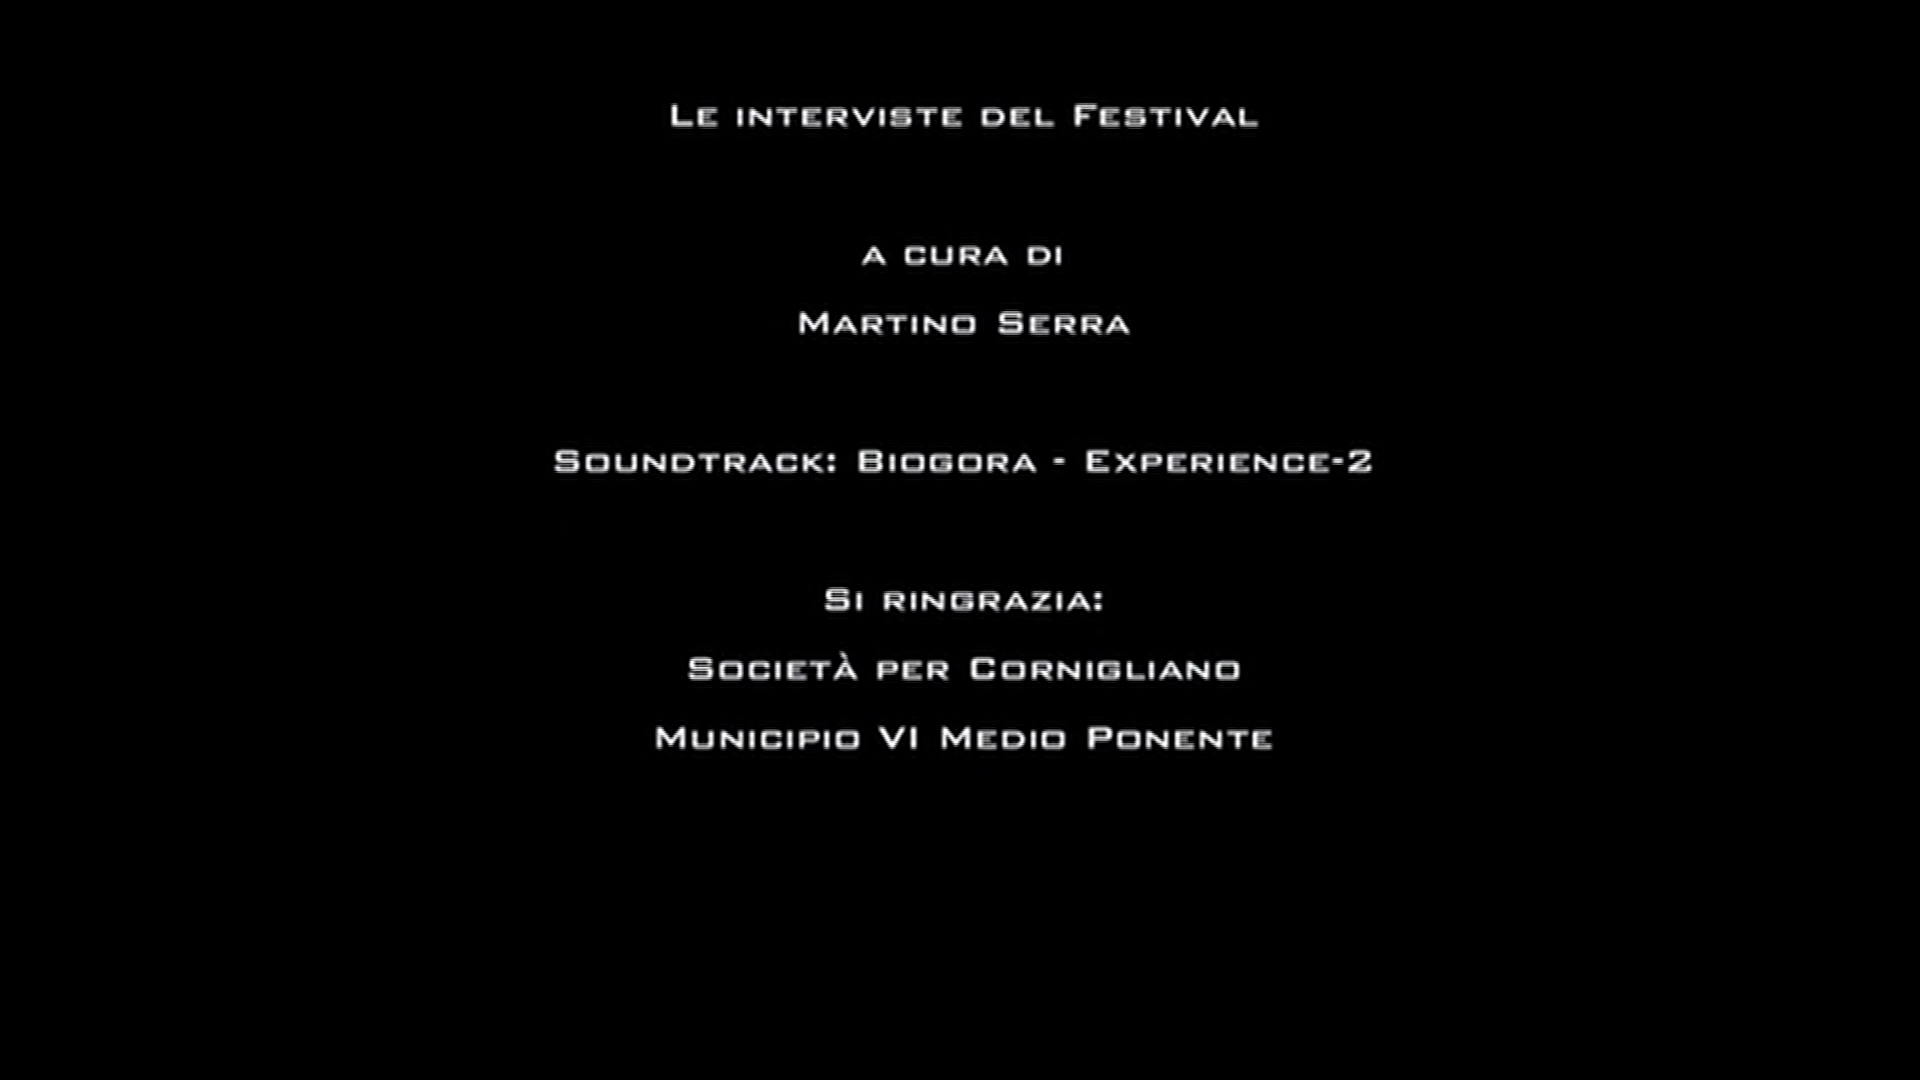 Le interviste del Festival
a cura di
Martino Serra
Soundtrack: Biogora - Experience-2
Si ringrazia:
Società per Cornigliano
Municipio VI Medio Ponente